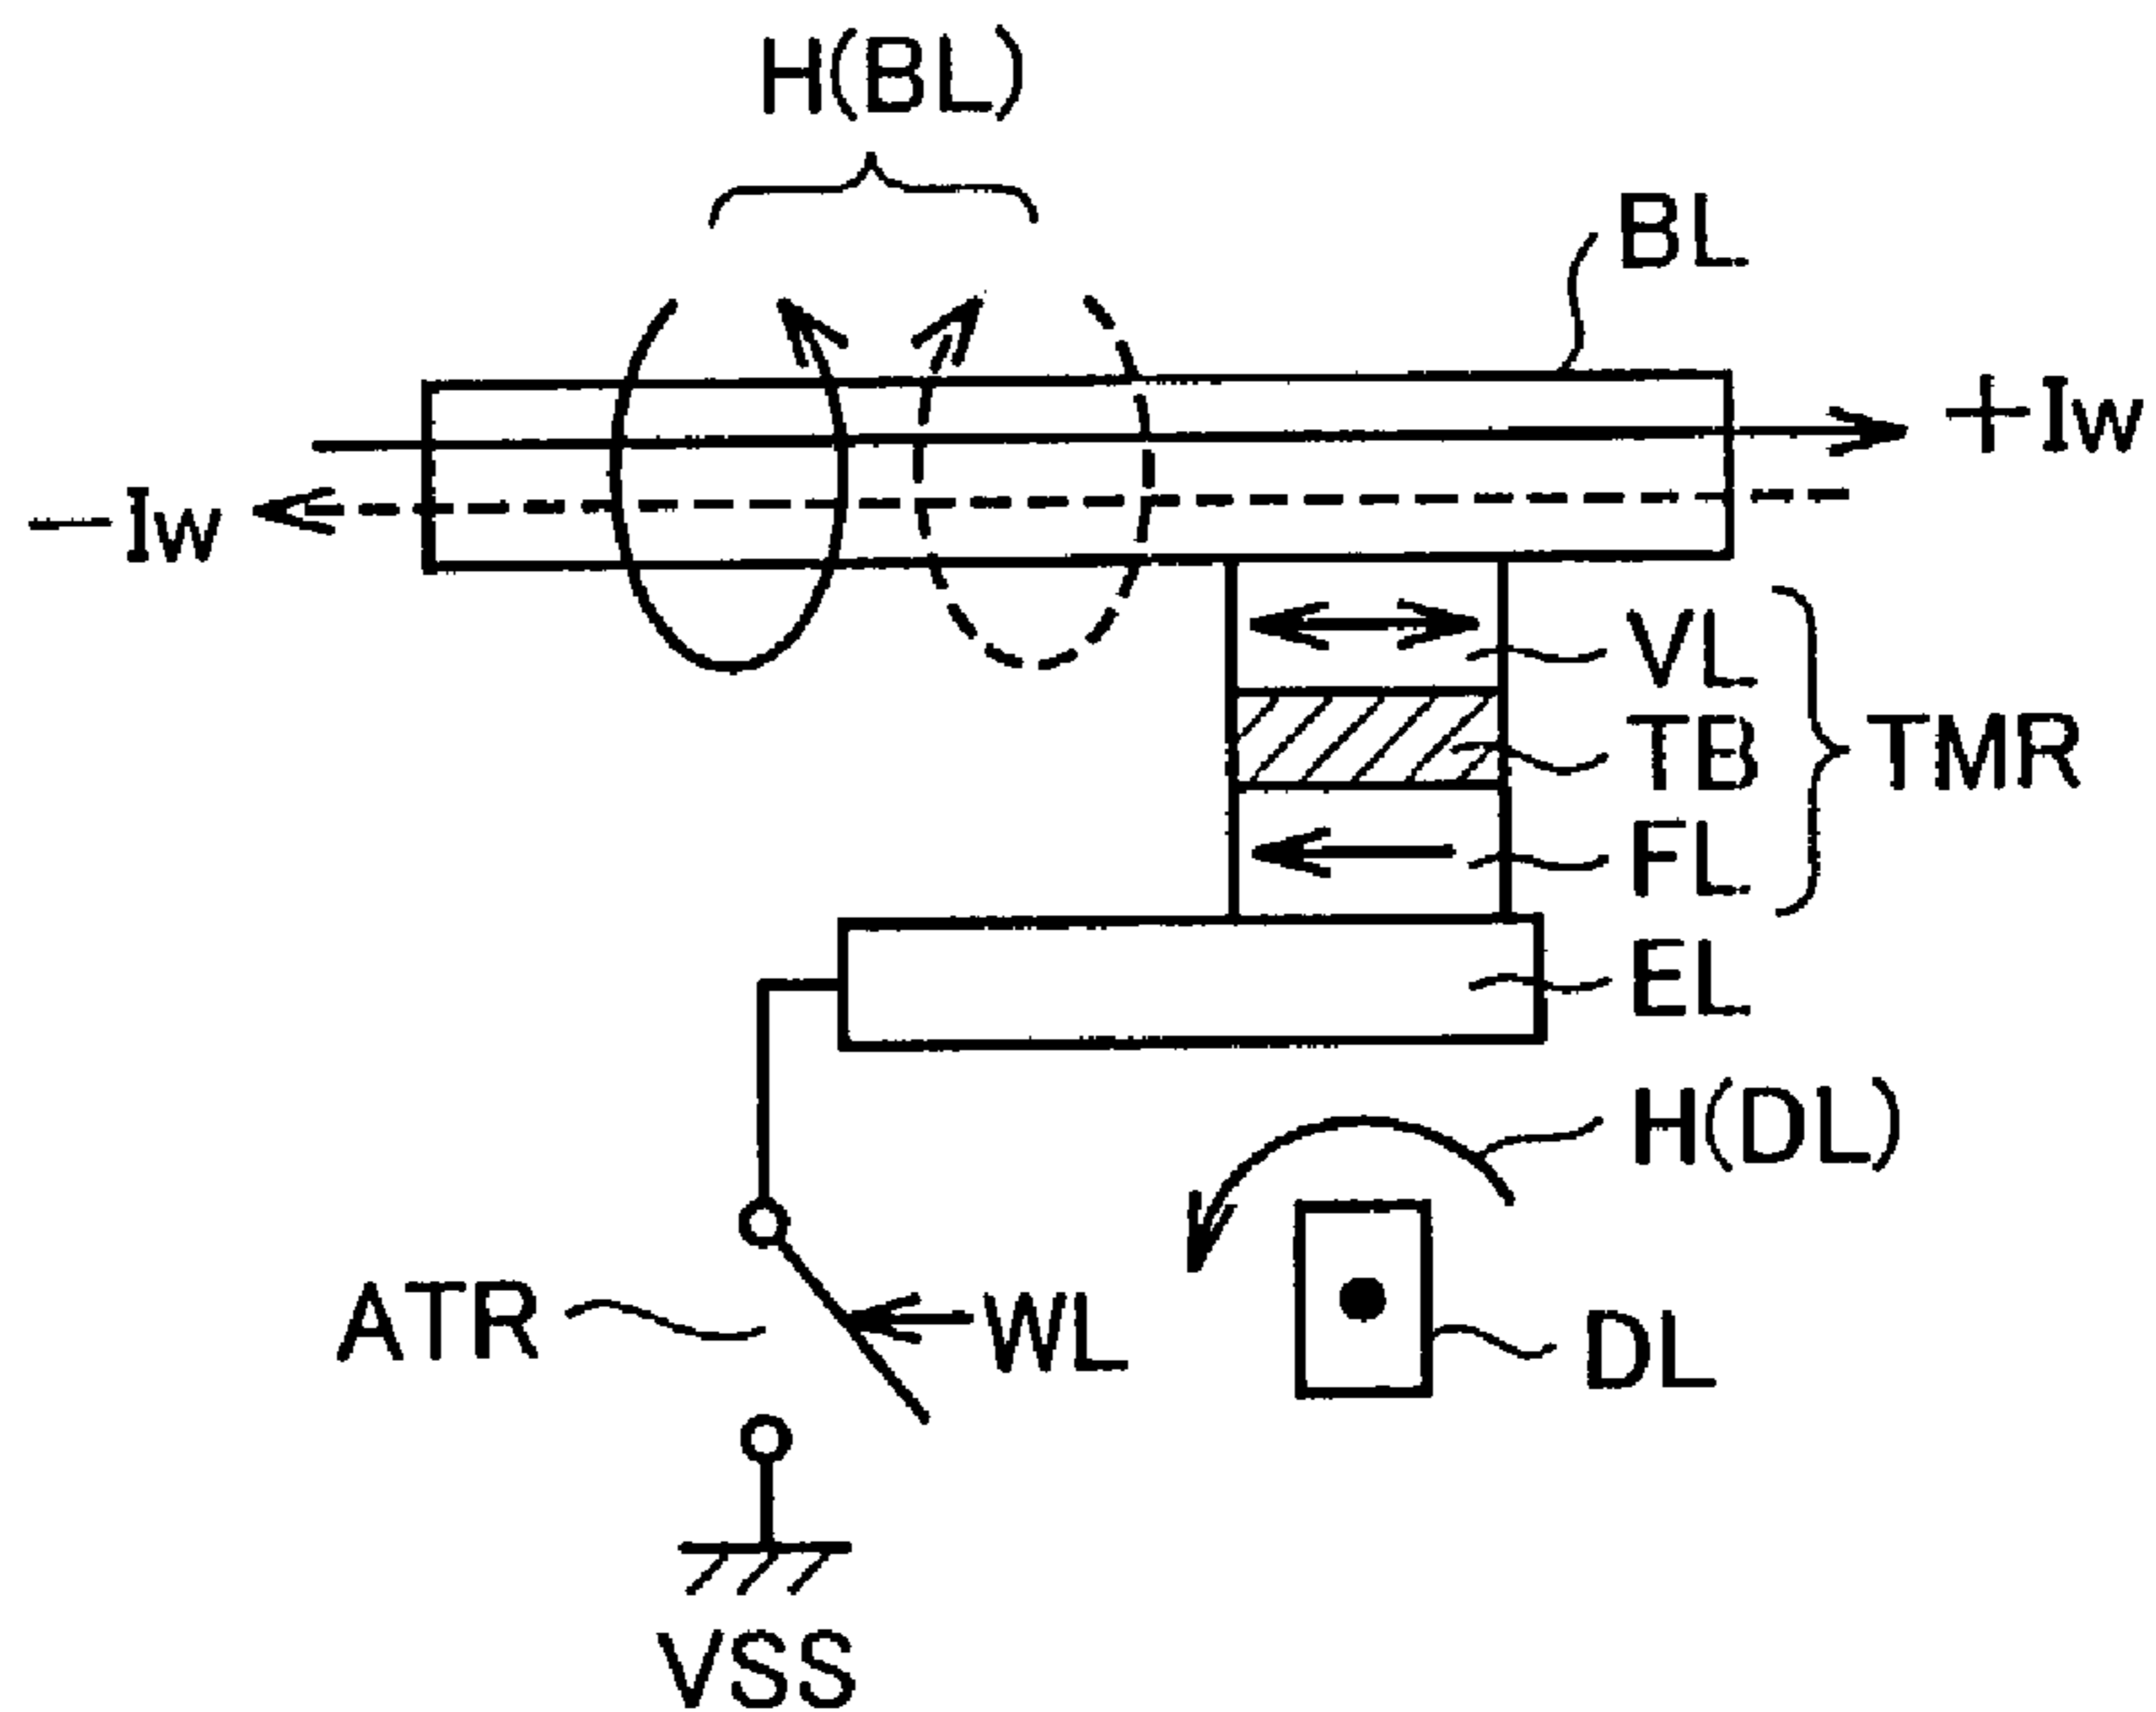 H(BL)
BL
+Iw
−Iw
VL
TB
TMR
FL
EL
H(DL)
ATR
WL
DL
VSS